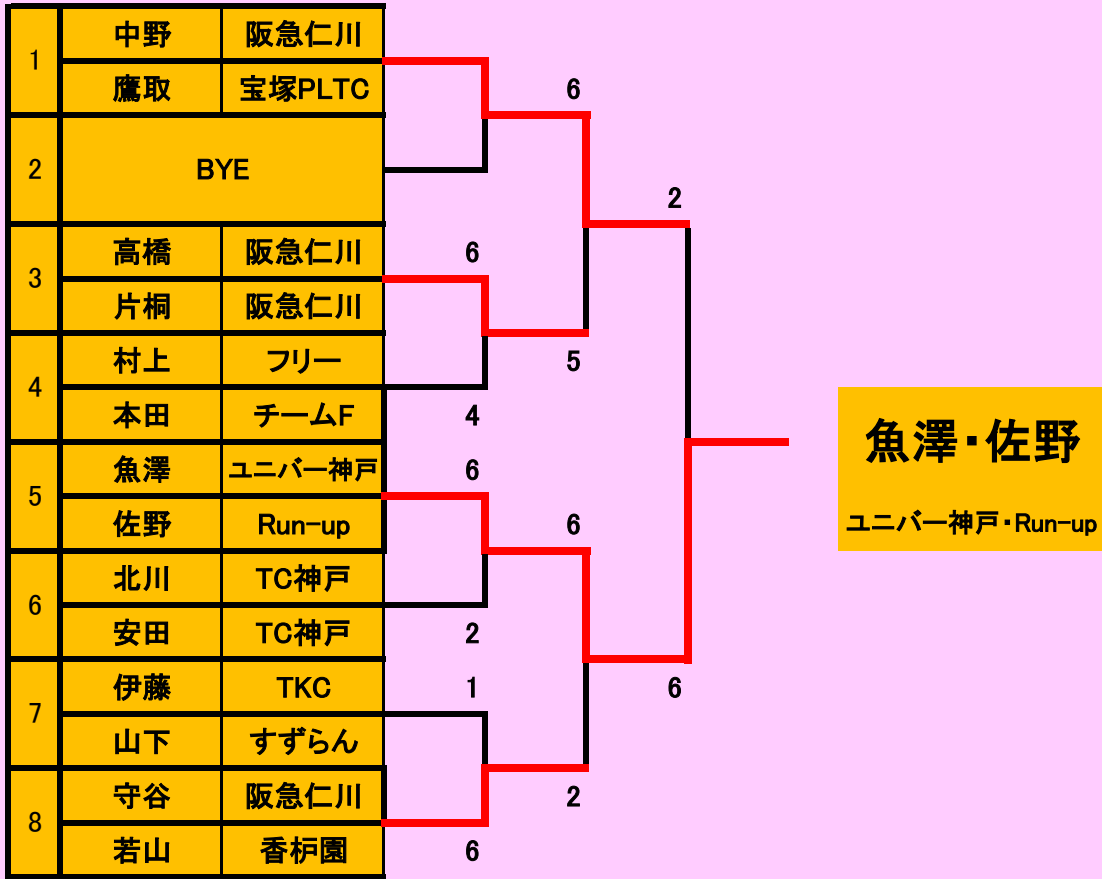 1
中野 阪急仁川
鷹取 宝塚PLTC
6
2
BYE
2
3
高橋 阪急仁川
6
片桐 阪急仁川
4
村上 フリー
5
本田 チームF
4
魚澤・佐野
5
魚澤 ユニバー神戸
6
佐野 Run-up
6
ユニバー神戸・Run-up
6
北川 TC神戸
安田 TC神戸
2
7
伊藤 TKC
1
6
山下 すずらん
8
守谷 阪急仁川
2
若山 香枦園
6